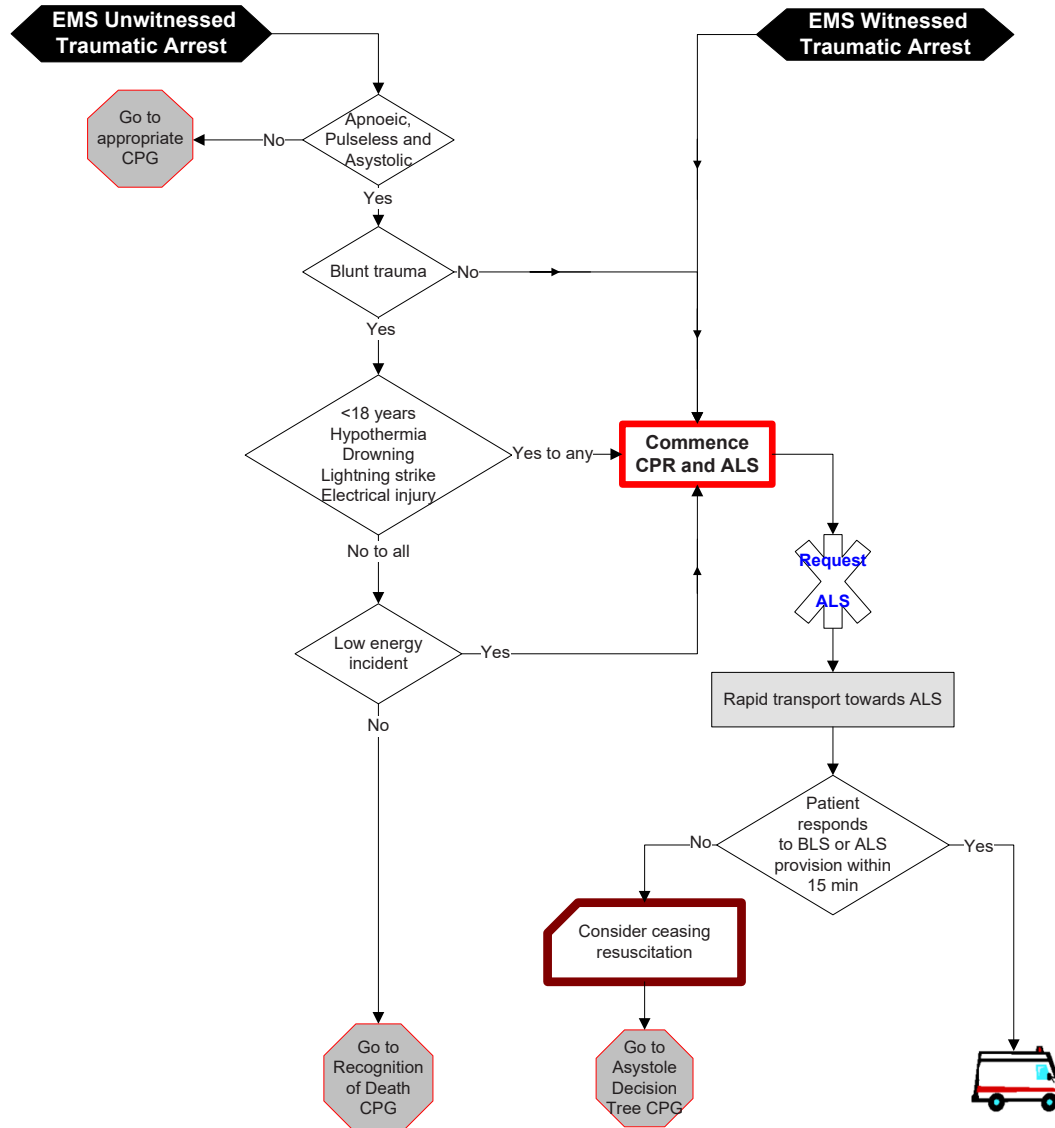 EMS Unwitnessed
Traumatic Arrest
EMS Witnessed
Traumatic Arrest
Apnoeic,
Pulseless and
Asystolic
No
Go to
appropriate
CPG
Yes
Blunt trauma
No
Yes
<18 years
Hypothermia
Drowning
Lightning strike
Electrical injury
Yes to any
Commence
CPR and ALS
No to all
Request
ALS
Low energy
incident
Yes
No
Rapid transport towards ALS
Patient
responds
to BLS or ALS
provision within
15 min
No
Yes
Consider ceasing
resuscitation
Go to
Recognition
of Death
CPG
Go to
Asystole
Decision
Tree CPG